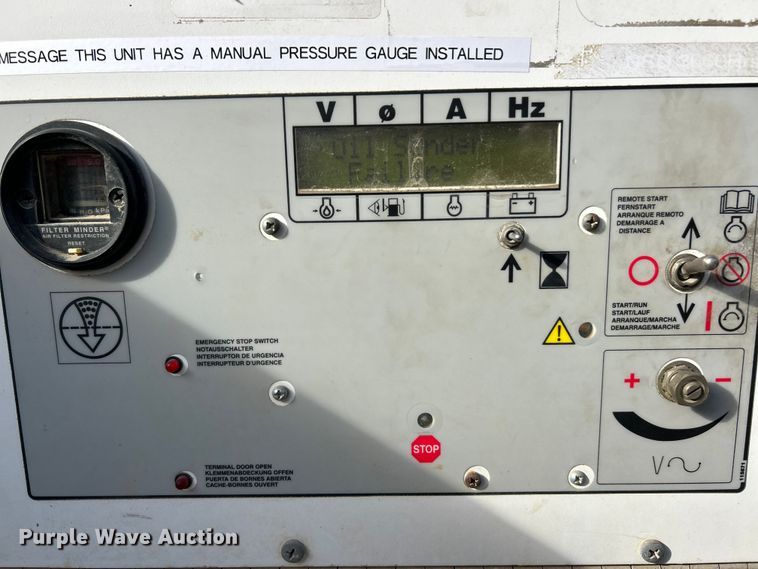 MESSAGE THIS UNIT HAS A MANUAL PRESSURE GAUGE INSTALLED
V ø A Hz
Oil Sender
Failure
kPa
FILTER MINDER®
AIR FILTER RESTRICTION
RESET
REMOTE START
FERNSTART
ARRANQUE REMOTO
DEMARRAGE A
DISTANCE
START/RUN
START/LAUF
ARRANQUE/MARCHA
DEMARRAGE/MARCHE
EMERGENCY STOP SWITCH
NOTAUSSCHALTER
INTERRUPTOR DE URGENCIA
INTERRUPTEUR D'URGENCE
+ −
STOP
V
TERMINAL DOOR OPEN
KLEMMENABDECKUNG OFFEN
PUERTA DE BORNES ABIERTA
CACHE-BORNES OUVERT
Purple Wave Auction